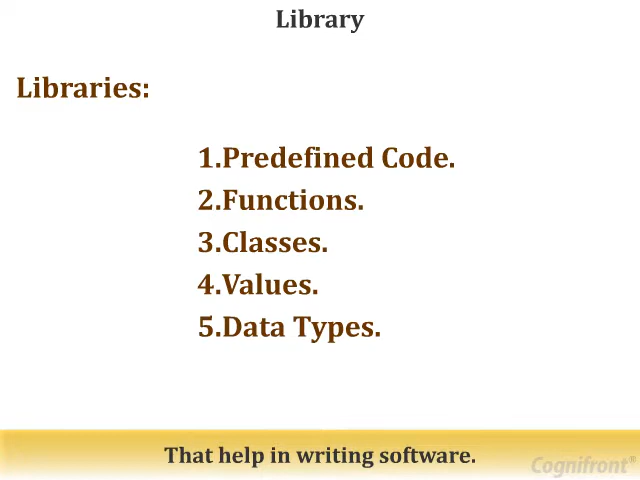 Library
Libraries:
1.Predefined Code.
2.Functions.
3.Classes.
4.Values.
5.Data Types.
That help in writing software.
Cognifront®